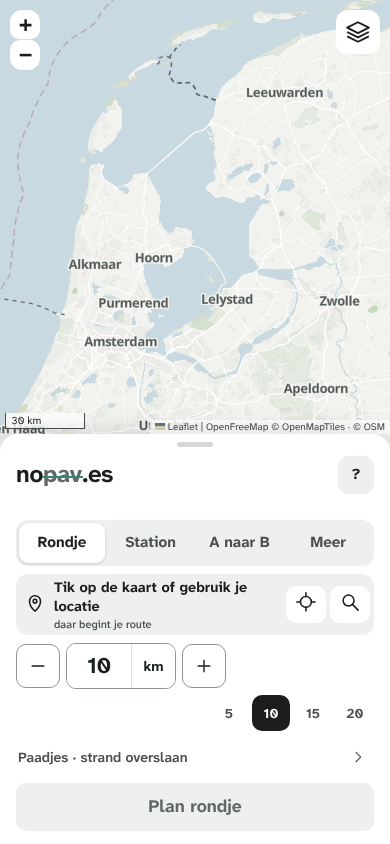 +
−
Leeuwarden
Hoorn
Alkmaar
Purmerend
Lelystad
Zwolle
Amsterdam
Apeldoorn
30 km
en Haag
Leaflet | OpenFreeMap © OpenMapTiles · © OSM
nopav.es
?
Rondje
Station
A naar B
Meer
Tik op de kaart of gebruik je
locatie
daar begint je route
−
10
km
+
5
10
15
20
Paadjes · strand overslaan
Plan rondje